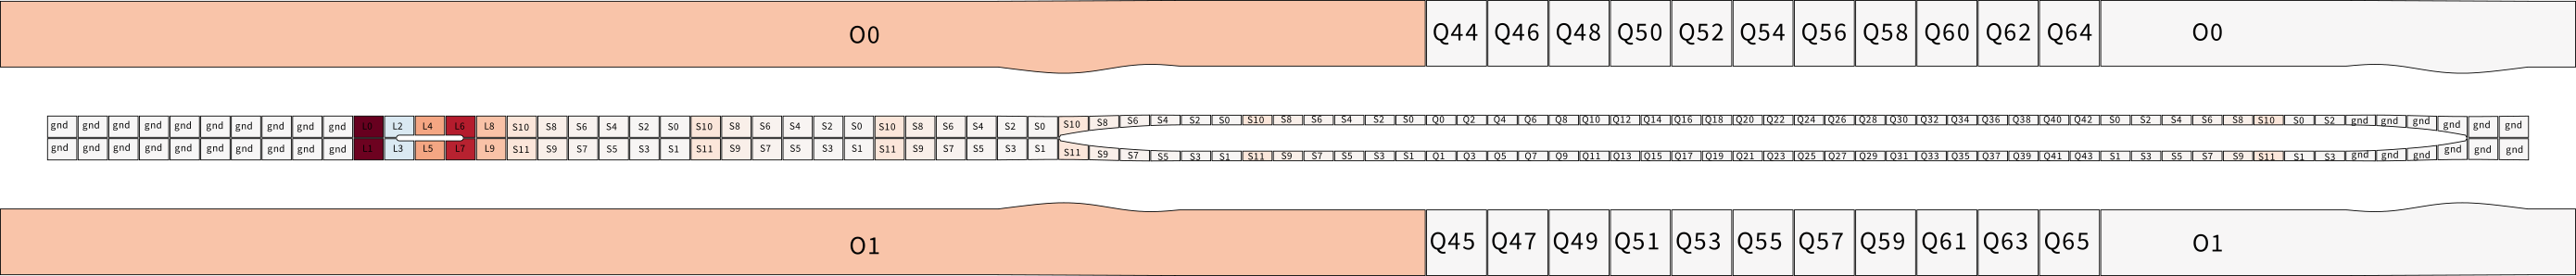 O0 Q44 Q46 Q48 Q50 Q52 Q54 Q56 Q58 Q60 Q62 Q64 O0
gnd gnd gnd gnd gnd gnd gnd gnd gnd gnd L0 L2 L4 L6 L8 S10 S8 S6 S4 S2 S0 S10 S8 S6 S4 S2 S0 S10 S8 S6 S4 S2 S0 S10 S8 S6 S4 S2 S0 S10 S8 S6 S4 S2 S0 Q0 Q2 Q4 Q6 Q8 Q10 Q12 Q14 Q16 Q18 Q20 Q22 Q24 Q26 Q28 Q30 Q32 Q34 Q36 Q38 Q40 Q42 S0 S2 S4 S6 S8 S10 S0 S2 gnd gnd gnd gnd gnd gnd
gnd gnd gnd gnd gnd gnd gnd gnd gnd gnd L1 L3 L5 L7 L9 S11 S9 S7 S5 S3 S1 S11 S9 S7 S5 S3 S1 S11 S9 S7 S5 S3 S1 S11 S9 S7 S5 S3 S1 S11 S9 S7 S5 S3 S1 Q1 Q3 Q5 Q7 Q9 Q11 Q13 Q15 Q17 Q19 Q21 Q23 Q25 Q27 Q29 Q31 Q33 Q35 Q37 Q39 Q41 Q43 S1 S3 S5 S7 S9 S11 S1 S3 gnd gnd gnd gnd gnd gnd
O1 Q45 Q47 Q49 Q51 Q53 Q55 Q57 Q59 Q61 Q63 Q65 O1